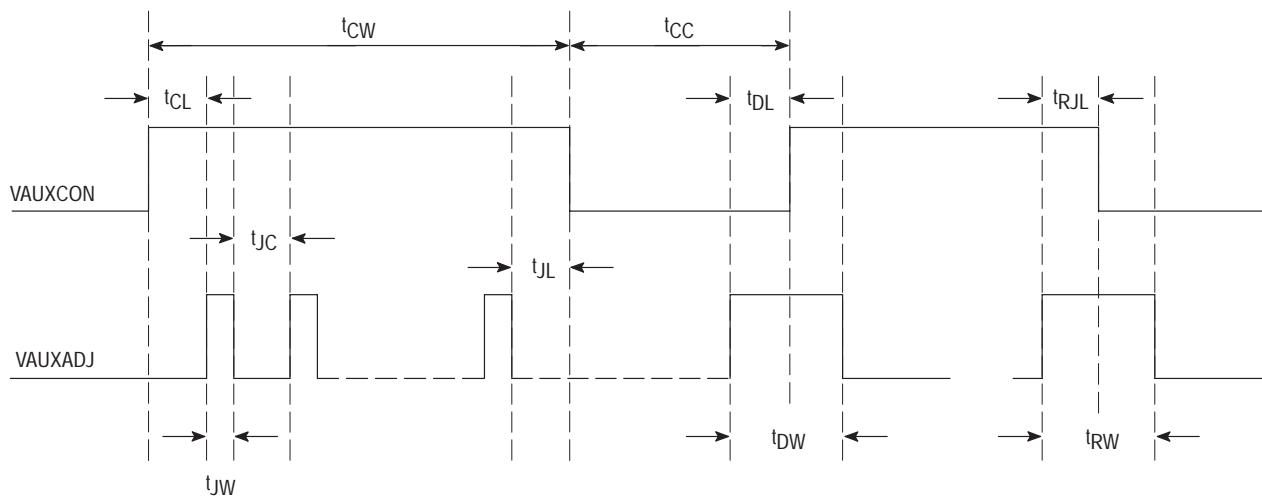 tCW
tCC
tCL
tDL
tRJL
VAUXCON
tJC
tJL
VAUXADJ
tDW
tRW
tJW